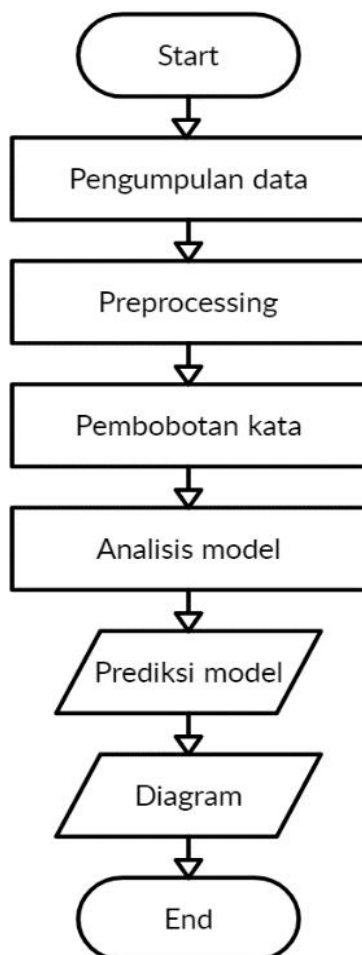 Start
Pengumpulan data
Preprocessing
Pembobotan kata
Analisis model
Prediksi model
Diagram
End